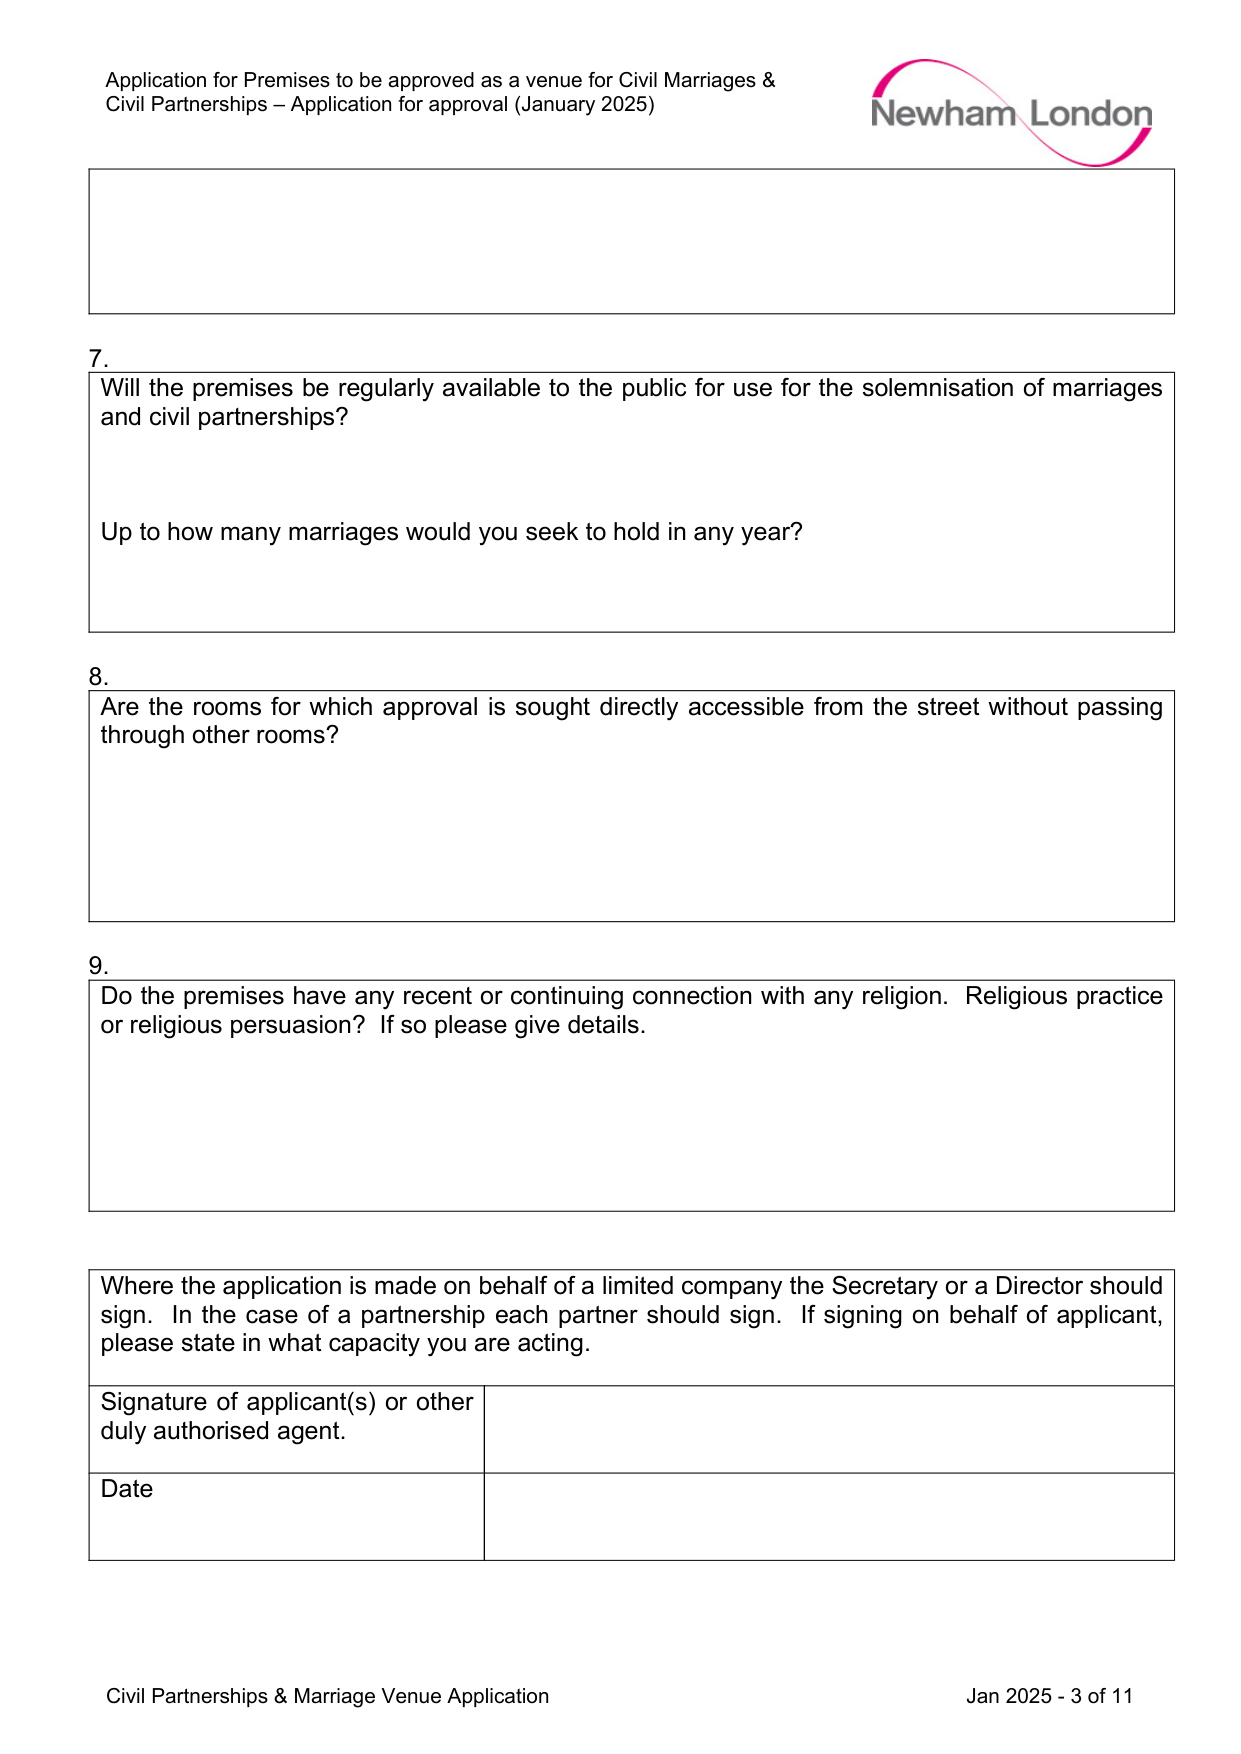 Application for Premises to be approved as a venue for Civil Marriages &
Civil Partnerships – Application for approval (January 2025)
Newham London
7.
Will the premises be regularly available to the public for use for the solemnisation of marriages
and civil partnerships?
Up to how many marriages would you seek to hold in any year?
8.
Are the rooms for which approval is sought directly accessible from the street without passing
through other rooms?
9.
Do the premises have any recent or continuing connection with any religion.  Religious practice
or religious persuasion?  If so please give details.
Where the application is made on behalf of a limited company the Secretary or a Director should
sign.  In the case of a partnership each partner should sign.  If signing on behalf of applicant,
please state in what capacity you are acting.
Signature of applicant(s) or other
duly authorised agent.
Date
Civil Partnerships & Marriage Venue Application
Jan 2025 - 3 of 11